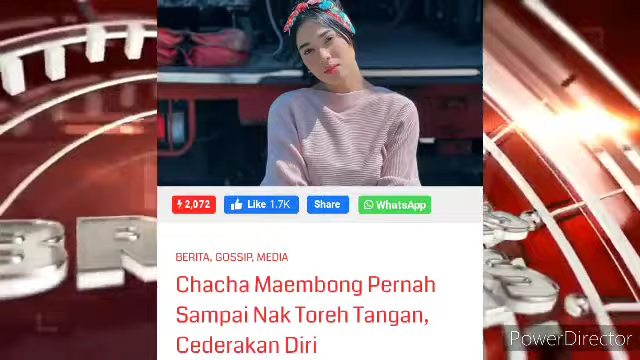 2,072
Like 1.7K
Share
WhatsApp
BERITA, GOSSIP, MEDIA
Chacha Maembong Pernah
Sampai Nak Toreh Tangan,
Cederakan Diri
PowerDirector